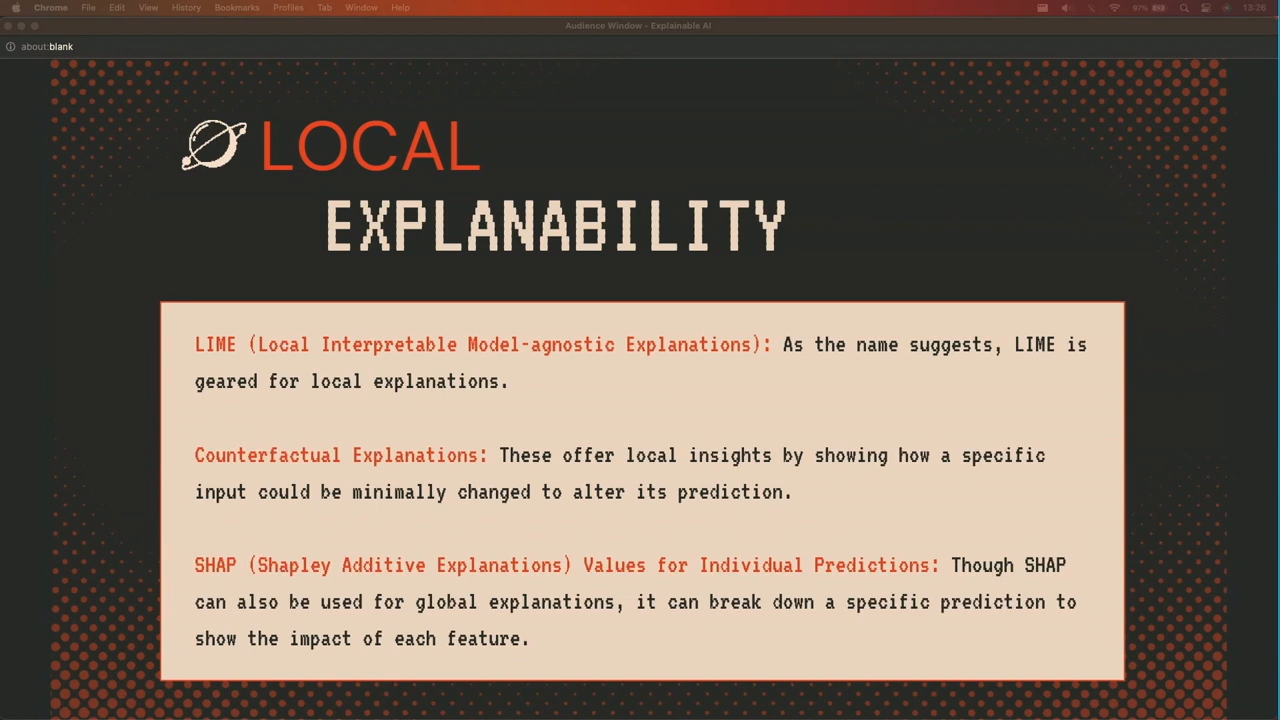 Chrome File Edit View History Bookmarks Profiles Tab Window Help 97% 13:26
Audience Window - Explainable AI
about:blank
LOCAL
EXPLANABILITY
LIME (Local Interpretable Model-agnostic Explanations): As the name suggests, LIME is
geared for local explanations.
Counterfactual Explanations: These offer local insights by showing how a specific
input could be minimally changed to alter its prediction.
SHAP (Shapley Additive Explanations) Values for Individual Predictions: Though SHAP
can also be used for global explanations, it can break down a specific prediction to
show the impact of each feature.